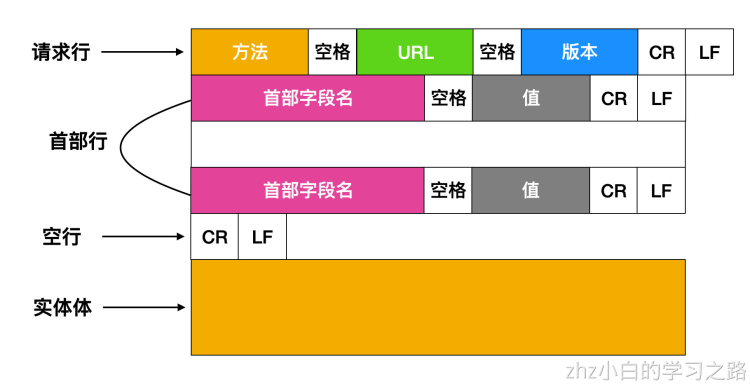 请求行 方法 空格 URL 空格 版本 CR LF
首部字段名 空格 值 CR LF
首部行
首部字段名 空格 值 CR LF
空行 CR LF
实体体
zhz小白的学习之路